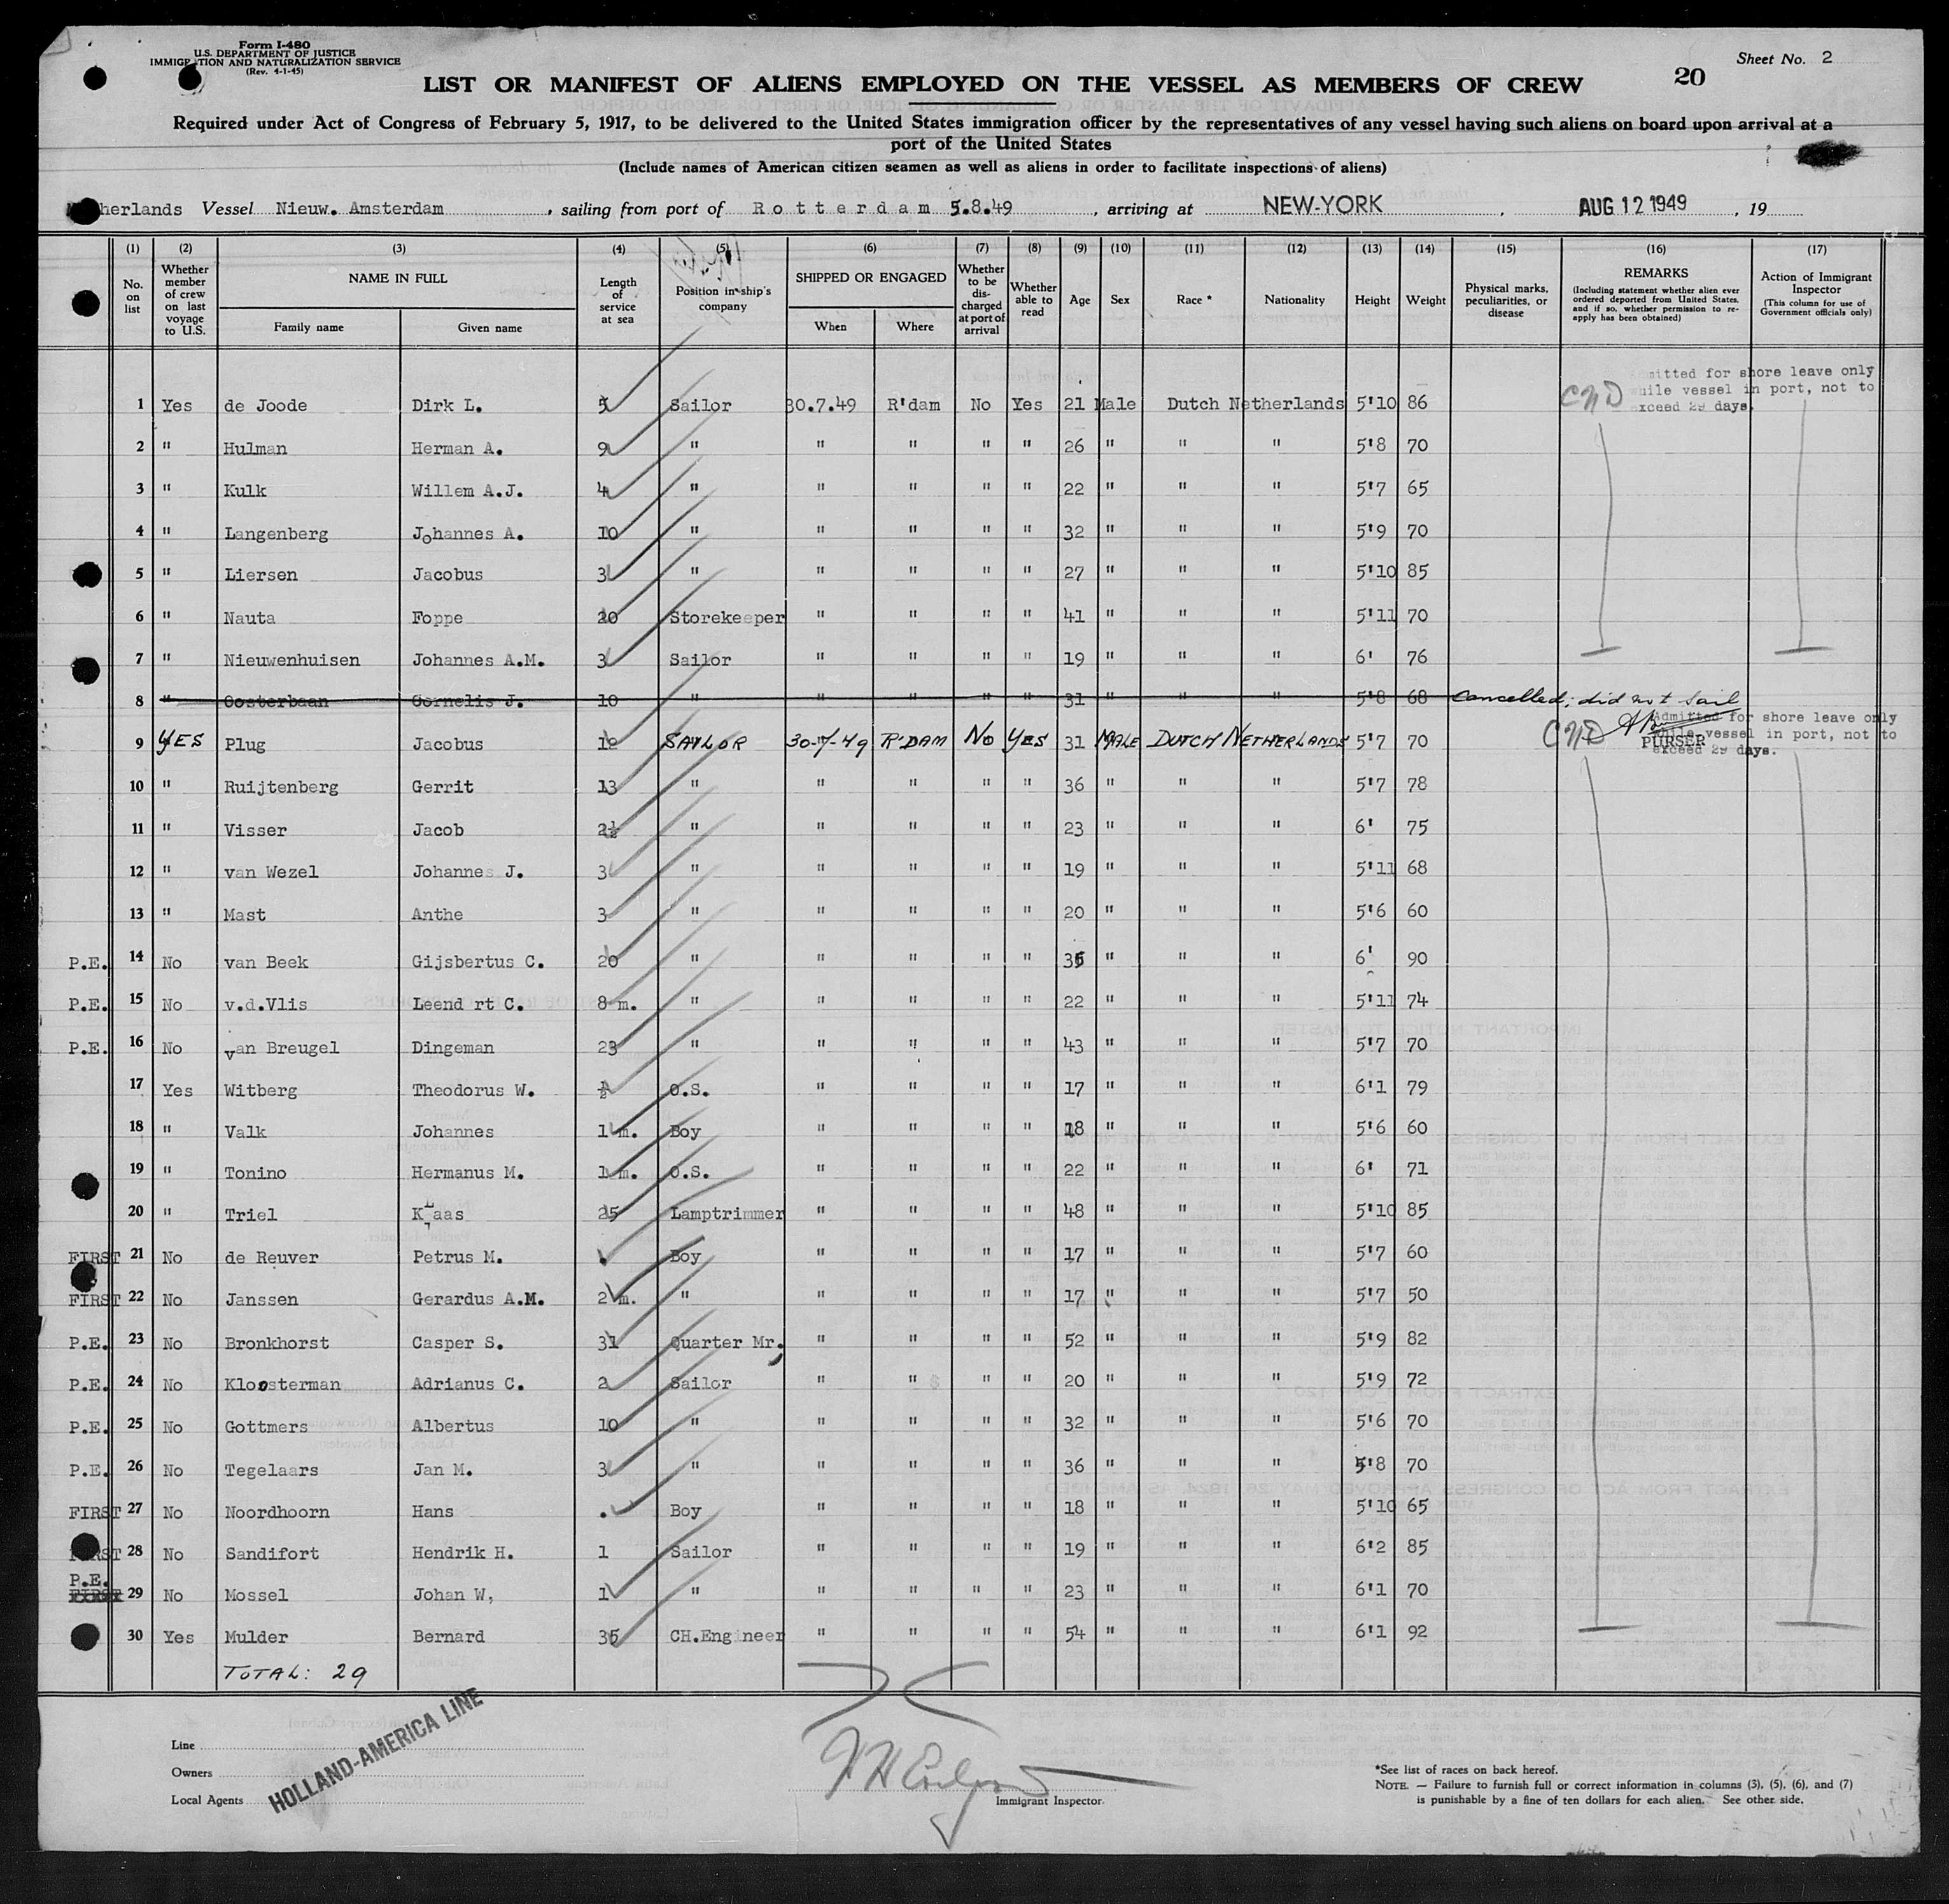 Form I-480
U.S. DEPARTMENT OF JUSTICE
IMMIGRATION AND NATURALIZATION SERVICE
(Rev. 4-1-45)
Sheet No. 2
20
LIST OR MANIFEST OF ALIENS EMPLOYED ON THE VESSEL AS MEMBERS OF CREW
Required under Act of Congress of February 5, 1917, to be delivered to the United States immigration officer by the representatives of any vessel having such aliens on board upon arrival at a
port of the United States
(Include names of American citizen seamen as well as aliens in order to facilitate inspections of aliens)
herlands Vessel Nieuw. Amsterdam, sailing from port of Rotterdam 5.8.49, arriving at NEW-YORK, AUG 12 1949, 19
(1) (2) (3) (4) (5) (6) (7) (8) (9) (10) (11) (12) (13) (14) (15) (16) (17)
No. on list
Whether member of crew on last voyage to U.S.
NAME IN FULL
Family name
Given name
Length of service at sea
Position in ship's company
SHIPPED OR ENGAGED
When
Where
Whether to be discharged at port of arrival
Whether able to read
Age
Sex
Race *
Nationality
Height
Weight
Physical marks, peculiarities, or disease
REMARKS
(Including statement whether alien ever ordered deported from United States, and if so, whether permission to re-apply has been obtained)
Action of Immigrant Inspector
(This column for use of Government officials only)
mitted for shore leave only
hile vessel in port, not to
xceed 29 days.
1 Yes de Joode Dirk L. 5 Sailor 30.7.49 R'dam No Yes 21 Male Dutch Netherlands 5'10 86
2 " Hulman Herman A. 9 " " " " " 26 " " " 5'8 70
3 " Kulk Willem A.J. 4 " " " " " 22 " " " 5'7 65
4 " Langenberg Johannes A. 10 " " " " " 32 " " " 5'9 70
5 " Liersen Jacobus 3 " " " " " 27 " " " 5'10 85
6 " Nauta Foppe 20 Storekeeper " " " " 41 " " " 5'11 70
7 " Nieuwenhuisen Johannes A.M. 3 Sailor " " " " 19 " " " 6' 76
8 " Oosterbaan Cornelis J. 10 " " " " " 31 " " " 5'8 68 Cancelled; did not sail
Admitted for shore leave only
while vessel in port, not to
exceed 29 days.
PURSER
9 YES Plug Jacobus 12 SAYLOR 30-7-49 R'DAM NO YES 31 MALE DUTCH NETHERLANDS 5'7 70
10 " Ruijtenberg Gerrit 13 " " " " " 36 " " " 5'7 78
11 " Visser Jacob 2½ " " " " " 23 " " " 6' 75
12 " van Wezel Johannes J. 3 " " " " " 19 " " " 5'11 68
13 " Mast Anthe 3 " " " " " 20 " " " 5'6 60
P.E. 14 No van Beek Gijsbertus C. 20 " " " " " 35 " " " 6' 90
P.E. 15 No v.d.Vlis Leend rt C. 8 m. " " " " " 22 " " " 5'11 74
P.E. 16 No van Breugel Dingeman 23 " " " " " 43 " " " 5'7 70
17 Yes Witberg Theodorus W. ½ O.S. " " " " 17 " " " 6'1 79
18 " Valk Johannes 1 m. Boy " " " " 18 " " " 5'6 60
19 " Tonino Hermanus M. 1 m. O.S. " " " " 22 " " " 6' 71
20 " Triel Klaas 25 Lamptrimmer " " " " 48 " " " 5'10 85
FIRST 21 No de Reuver Petrus M. . Boy " " " " 17 " " " 5'7 60
FIRST 22 No Janssen Gerardus A.M. 2 m. " " " " " 17 " " " 5'7 50
P.E. 23 No Bronkhorst Casper S. 31 Quarter Mr. " " " " 52 " " " 5'9 82
P.E. 24 No Kloosterman Adrianus C. 2 Sailor " " " " 20 " " " 5'9 72
P.E. 25 No Gottmers Albertus 10 " " " " " 32 " " " 5'6 70
P.E. 26 No Tegelaars Jan M. 3 " " " " " 36 " " " 5'8 70
FIRST 27 No Noordhoorn Hans . Boy " " " " 18 " " " 5'10 65
RST 28 No Sandifort Hendrik H. 1 Sailor " " " " 19 " " " 6'2 85
P.E.
FIRST 29 No Mossel Johan W, 1 " " " " " 23 " " " 6'1 70
30 Yes Mulder Bernard 35 CH.Engineer " " " " 54 " " " 6'1 92
TOTAL: 29
Line
Owners
Local Agents
HOLLAND-AMERICA LINE
Immigrant Inspector.
*See list of races on back hereof.
NOTE. — Failure to furnish full or correct information in columns (3), (5), (6), and (7)
is punishable by a fine of ten dollars for each alien. See other side.